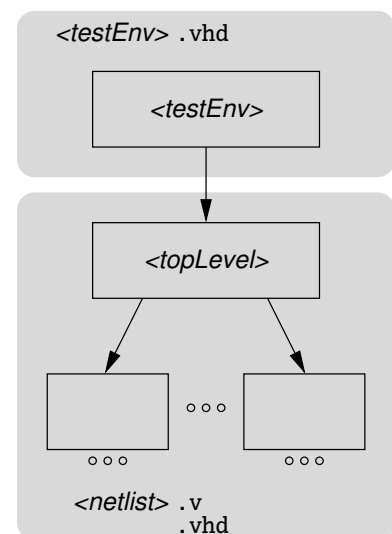 <testEnv> .vhd
<testEnv>
<topLevel>
<netlist> .v
.vhd